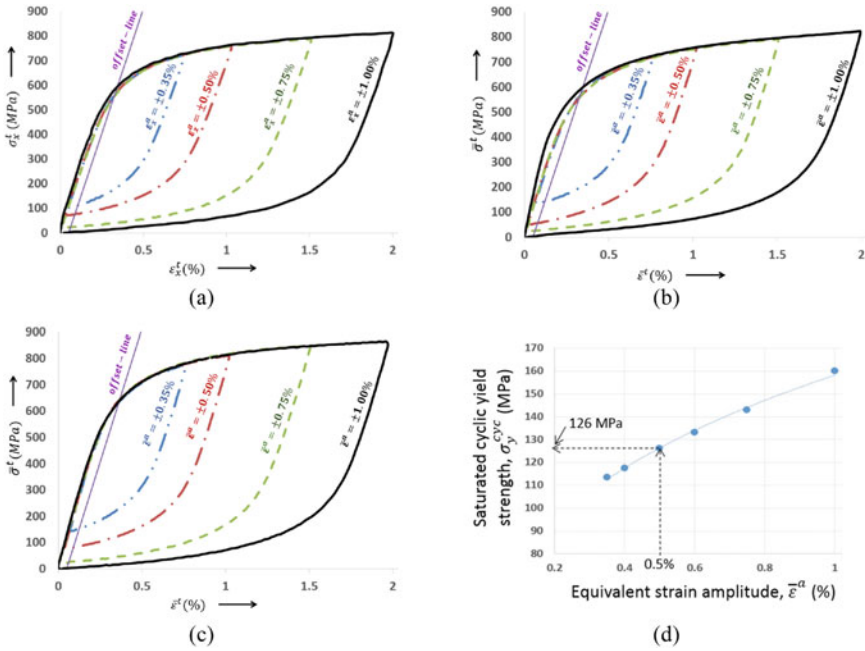 900
800
700
600
500
400
300
200
100
0
σₓᵗ (MPa)
offset−line
εₓᵃ = ±0.35%
εₓᵃ = ±0.50%
εₓᵃ = ±0.75%
εₓᵃ = ±1.00%
0
0.5
1
1.5
2
εₓᵗ(%)
(a)
900
800
700
600
500
400
300
200
100
0
σ̄ᵗ (MPa)
offset−line
ε̄ᵃ = ±0.35%
ε̄ᵃ = ±0.50%
ε̄ᵃ = ±0.75%
ε̄ᵃ = ±1.00%
0
0.5
1
1.5
2
ε̄ᵗ(%)
(b)
900
800
700
600
500
400
300
200
100
0
σ̄ᵗ (MPa)
offset−line
ε̄ᵃ = ±0.35%
ε̄ᵃ = ±0.50%
ε̄ᵃ = ±0.75%
ε̄ᵃ = ±1.00%
0
0.5
1
1.5
2
ε̄ᵗ(%)
(c)
170
160
150
140
130
120
110
100
90
80
Saturated cyclic yield
strength, σ_y^cyc (MPa)
126 MPa
0.5%
0.2
0.4
0.6
0.8
1
Equivalent strain amplitude, ε̄ᵃ (%)
(d)